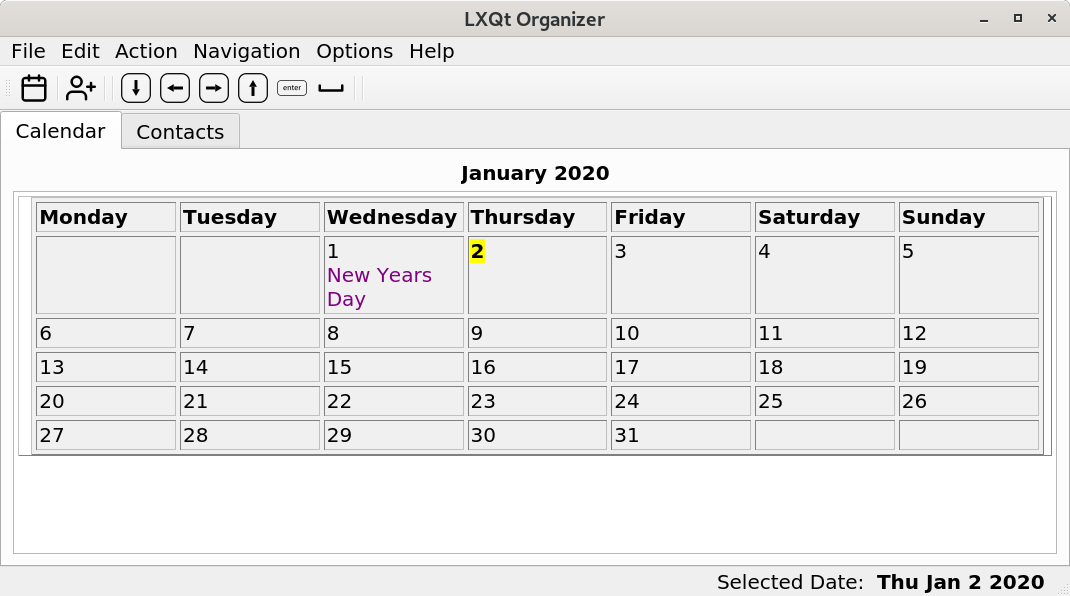 LXQt Organizer
File Edit Action Navigation Options Help
enter
Calendar Contacts
January 2020
Monday Tuesday Wednesday Thursday Friday Saturday Sunday
1 2 3 4 5
New Years
Day
6 7 8 9 10 11 12
13 14 15 16 17 18 19
20 21 22 23 24 25 26
27 28 29 30 31
Selected Date: Thu Jan 2 2020